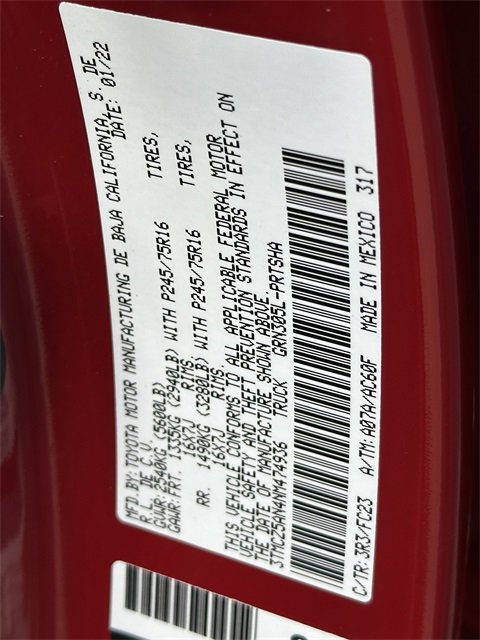 MFD.BY: TOYOTA MOTOR MANUFACTURING DE BAJA CALIFORNIA, S. DE
R.L. DE C.V. DATE: 01/22
GVWR: 2540KG (5600LB)
GAWR: FRT. 1335KG (2940LB) WITH P245/75R16 TIRES,
16X7J RIMS,
RR. 1490KG (3280LB) WITH P245/75R16 TIRES,
16X7J RIMS.
THIS VEHICLE CONFORMS TO ALL APPLICABLE FEDERAL MOTOR
VEHICLE SAFETY AND THEFT PREVENTION STANDARDS IN EFFECT ON
THE DATE OF MANUFACTURE SHOWN ABOVE.
3TMCZ5AN4NM474936 TRUCK GRN305L-PRTSHA
C/TR: 3R3/FC23 A/TM: A07A/AC60F MADE IN MEXICO 317